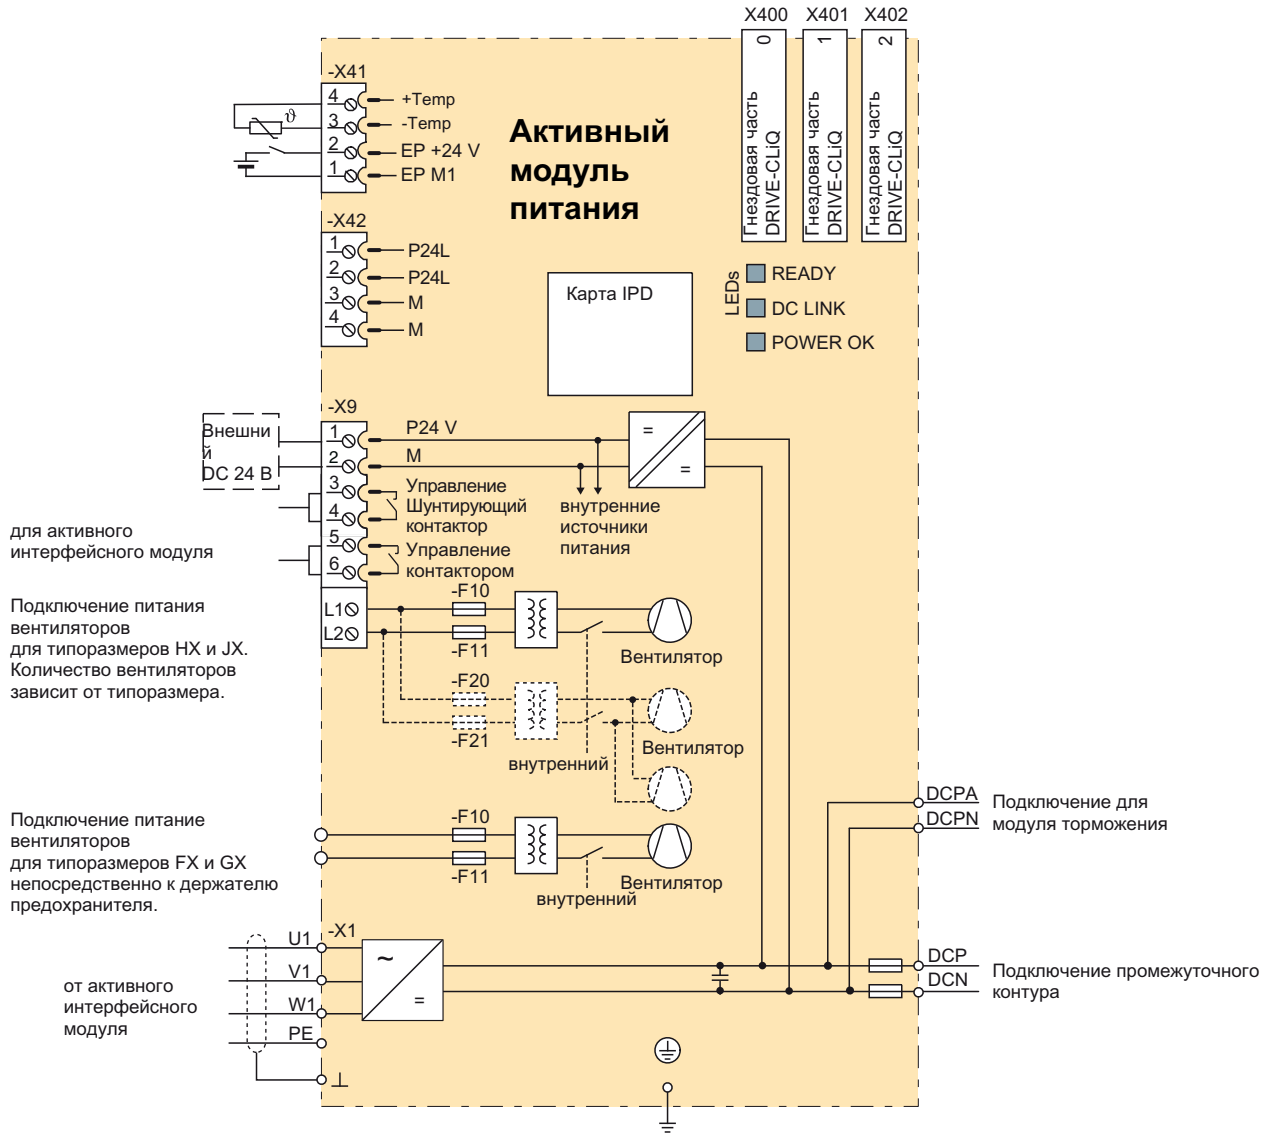 X400 X401 X402
0
Гнездовая часть
DRIVE-CLiQ
1
Гнездовая часть
DRIVE-CLiQ
2
Гнездовая часть
DRIVE-CLiQ
-X41
4 +Temp
3 -Temp
2 EP +24 V
1 EP M1
ϑ
Активный
модуль
питания
-X42
1 P24L
2 P24L
3 M
4 M
Карта IPD
LEDs
READY
DC LINK
POWER OK
-X9
Внешни
й
DC 24 В
1 P24 V
2 M
3 Управление
Шунтирующий
4 контактор
5 Управление
6 контактором
=
=
внутренние
источники
питания
для активного
интерфейсного модуля
Подключение питания
вентиляторов
для типоразмеров HX и JX.
Количество вентиляторов
зависит от типоразмера.
L1
L2
-F10
-F11
Вентилятор
-F20
-F21
Вентилятор
внутренний
Подключение питание
вентиляторов
для типоразмеров FX и GX
непосредственно к держателю
предохранителя.
-F10
-F11
Вентилятор
внутренний
DCPA
DCPN
Подключение для
модуля торможения
-X1
U1
V1
W1
PE
~
=
от активного
интерфейсного
модуля
DCP
DCN
Подключение промежуточного
контура